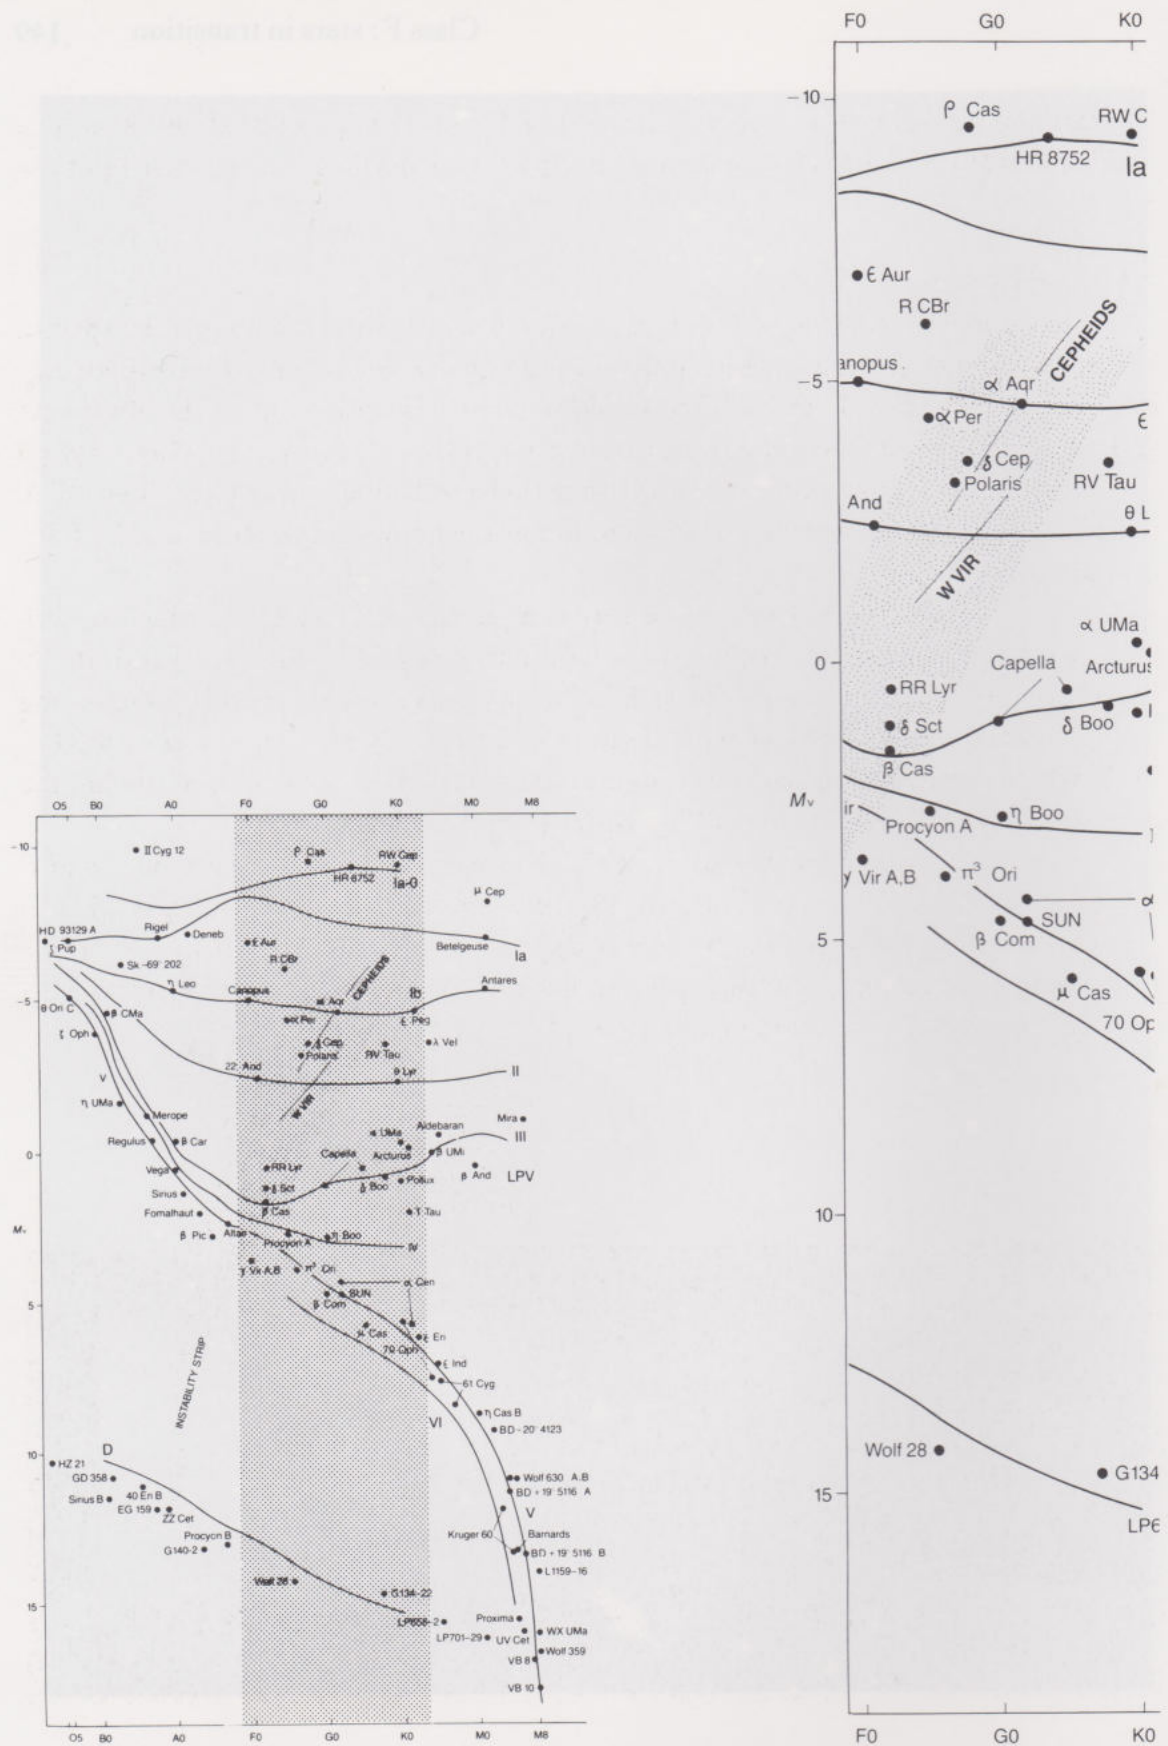 Class F: stars in transition 149
F0 G0 K0
-10
ρ Cas
RW C
HR 8752
Ia
ϵ Aur
R CBr
CEPHEIDS
anopus
-5
α Aqr
α Per
ϵ
δ Cep
Polaris
RV Tau
And
θ L
W VIR
α UMa
0
Capella
Arcturus
RR Lyr
δ Sct
δ Boo
β Cas
Mv
ir
η Boo
Procyon A
γ Vir A,B
π³ Ori
α
SUN
β Com
5
μ Cas
70 Op
10
Wolf 28
G134
15
LP6
F0 G0 K0
O5 B0 A0 F0 G0 K0 M0 M8
-10
II Cyg 12
ρ Cas
RW Cep
HR 8752
Ia-0
μ Cep
HD 93129 A
Rigel
Deneb
ζ Pup
ϵ Aur
Betelgeuse
Ia
Sk -69° 202
R CBr
CEPHEIDS
η Leo
Canopus
Ib
Antares
-5
θ Ori C
β CMa
α Aqr
α Per
ϵ Peg
ζ Oph
δ Cep
λ Vel
Polaris
RV Tau
22 And
θ Lyr
II
V
W VIR
η UMa
Merope
Mira
Aldebaran
α UMa
Regulus
β Car
III
0
Capella
Arcturus
β UMi
Vega
RR Lyr
β And
LPV
Sirius
δ Sct
δ Boo
Pollux
Fomalhaut
β Cas
T Tau
Mv
β Pic
Altair
Procyon A
η Boo
IV
γ Vir A,B
π³ Ori
α Cen
5
β Com
SUN
μ Cas
70 Oph
ϵ Eri
ϵ Ind
61 Cyg
INSTABILITY STRIP
VI
η Cas B
BD-20° 4123
10
D
HZ 21
GD 358
Wolf 630 A,B
Sirius B
40 Eri B
BD+19° 5116 A
EG 159
ZZ Cet
V
Procyon B
Kruger 60
Barnards
G140-2
BD+19° 5116 B
L1159-16
Wolf 28
G134-22
15
LP658-2
Proxima
LP701-29
UV Cet
WX UMa
Wolf 359
VB 8
VB 10
O5 B0 A0 F0 G0 K0 M0 M8